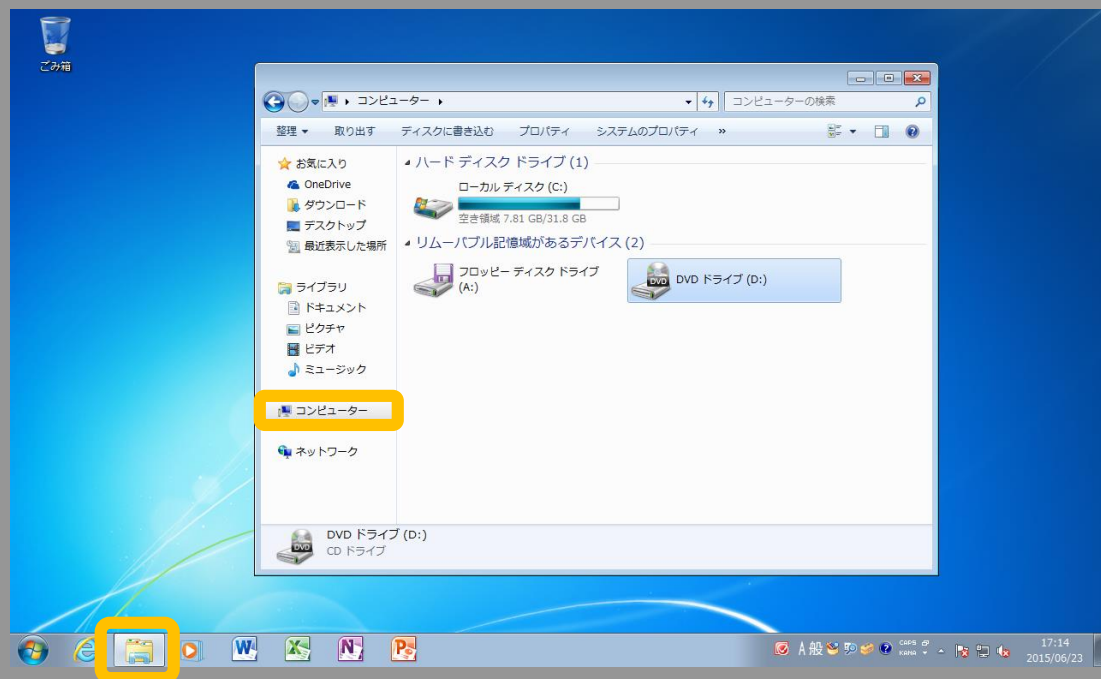 ごみ箱
コンピューター
コンピューターの検索
整理 取り出す ディスクに書き込む プロパティ システムのプロパティ »
お気に入り
OneDrive
ダウンロード
デスクトップ
最近表示した場所
ライブラリ
ドキュメント
ピクチャ
ビデオ
ミュージック
コンピューター
ネットワーク
ハード ディスク ドライブ (1)
ローカル ディスク (C:)
空き領域 7.81 GB/31.8 GB
リムーバブル記憶域があるデバイス (2)
フロッピー ディスク ドライブ
(A:)
DVD
DVD ドライブ (D:)
DVD
DVD ドライブ (D:)
CD ドライブ
A 般
CAPS
KANA
17:14
2015/06/23